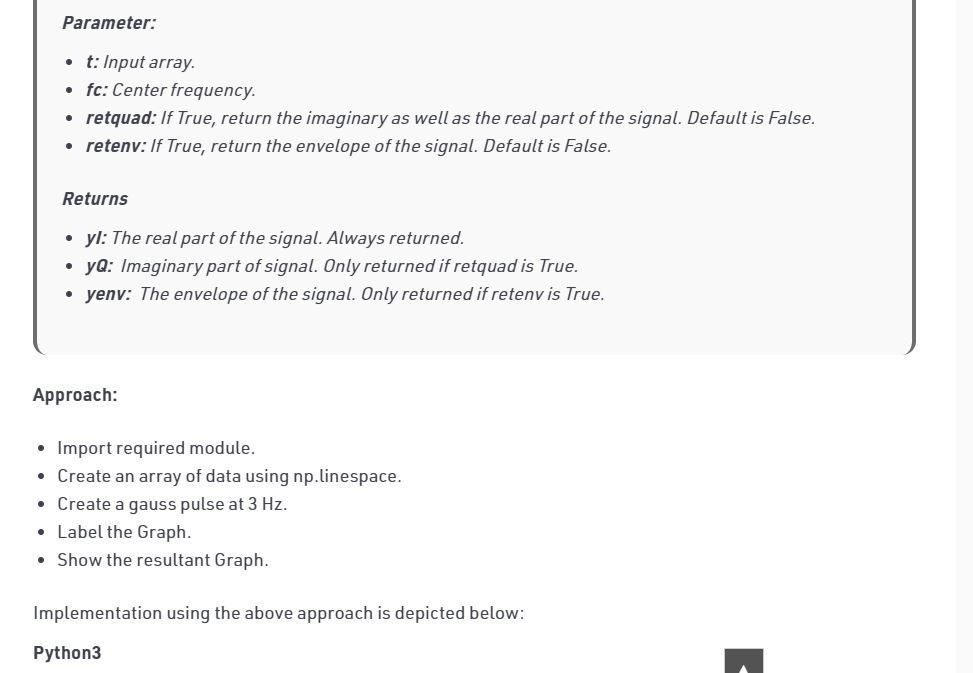 Parameter:
t: Input array.
fc: Center frequency.
retquad: If True, return the imaginary as well as the real part of the signal. Default is False.
retenv: If True, return the envelope of the signal. Default is False.
Returns
yI: The real part of the signal. Always returned.
yQ: Imaginary part of signal. Only returned if retquad is True.
yenv: The envelope of the signal. Only returned if retenv is True.
Approach:
Import required module.
Create an array of data using np.linespace.
Create a gauss pulse at 3 Hz.
Label the Graph.
Show the resultant Graph.
Implementation using the above approach is depicted below:
Python3